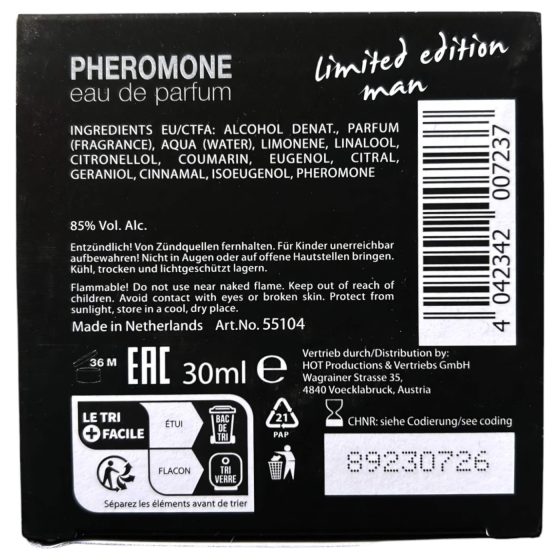 PHEROMONE
eau de parfum
limited edition
man
INGREDIENTS EU/CTFA: ALCOHOL DENAT., PARFUM
(FRAGRANCE), AQUA (WATER), LIMONENE, LINALOOL,
CITRONELLOL, COUMARIN, EUGENOL, CITRAL,
GERANIOL, CINNAMAL, ISOEUGENOL, PHEROMONE
85% Vol. Alc.
Entzündlich! Von Zündquellen fernhalten. Für Kinder unerreichbar
aufbewahren! Nicht in Augen oder auf offene Hautstellen bringen.
Kühl, trocken und lichtgeschützt lagern.
Flammable! Do not use near naked flame. Keep out of reach of
children. Avoid contact with eyes or broken skin. Protect from
sunlight, store in a cool, dry place.
Made in Netherlands Art.No. 55104
4 042342 007237
36 M
EAC
30ml e
Vertrieb durch/Distribution by:
HOT Productions & Vertriebs GmbH
Wagrainer Strasse 35,
4840 Voecklabruck, Austria
LE TRI
+ FACILE
ÉTUI
BAC
DE
TRI
FLACON
TRI
VERRE
Séparez les éléments avant de trier
21
PAP
CHNR: siehe Codierung/see coding
89230726